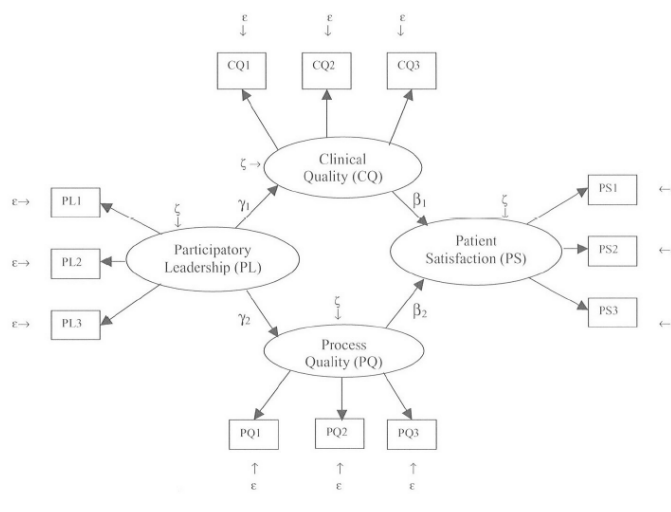 ε ε ε
↓ ↓ ↓
CQ1 CQ2 CQ3
ζ→
Clinical
Quality (CQ)
γ1
β1
ε→ PL1
ζ
↓
ζ
↓
PS1 ←
Participatory
Leadership (PL)
ε→ PL2
Patient
Satisfaction (PS)
PS2 ←
ε→ PL3
γ2
ζ
↓
β2
PS3 ←
Process
Quality (PQ)
PQ1 PQ2 PQ3
↑ ↑ ↑
ε ε ε